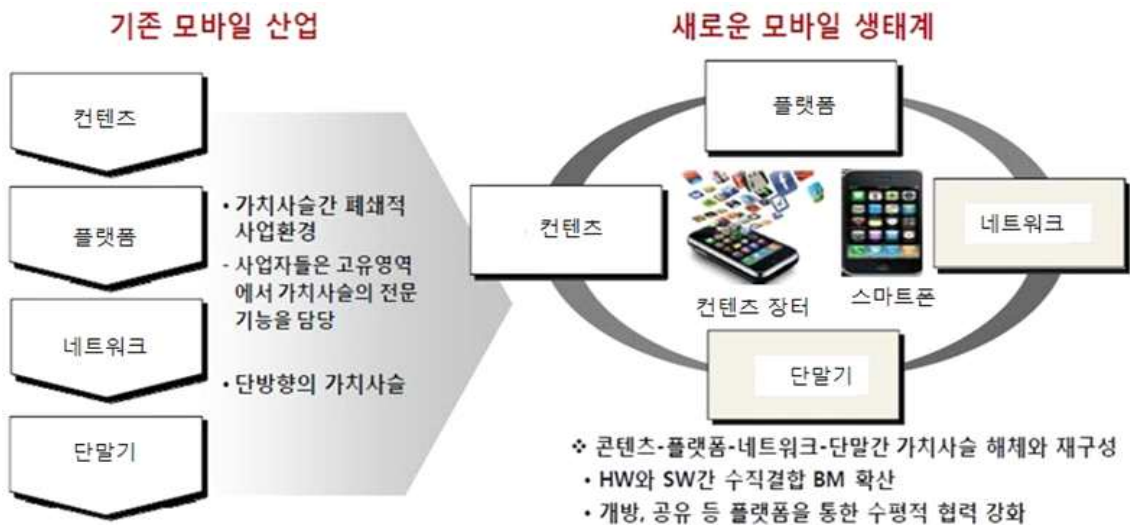 기존 모바일 산업
컨텐츠
플랫폼
네트워크
단말기
• 가치사슬간 폐쇄적
사업환경
- 사업자들은 고유영역
에서 가치사슬의 전문
기능을 담당
• 단방향의 가치사슬
새로운 모바일 생태계
플랫폼
컨텐츠
네트워크
컨텐츠 장터
스마트폰
단말기
❖ 콘텐츠-플랫폼-네트워크-단말간 가치사슬 해체와 재구성
• HW와 SW간 수직결합 BM 확산
• 개방, 공유 등 플랫폼을 통한 수평적 협력 강화